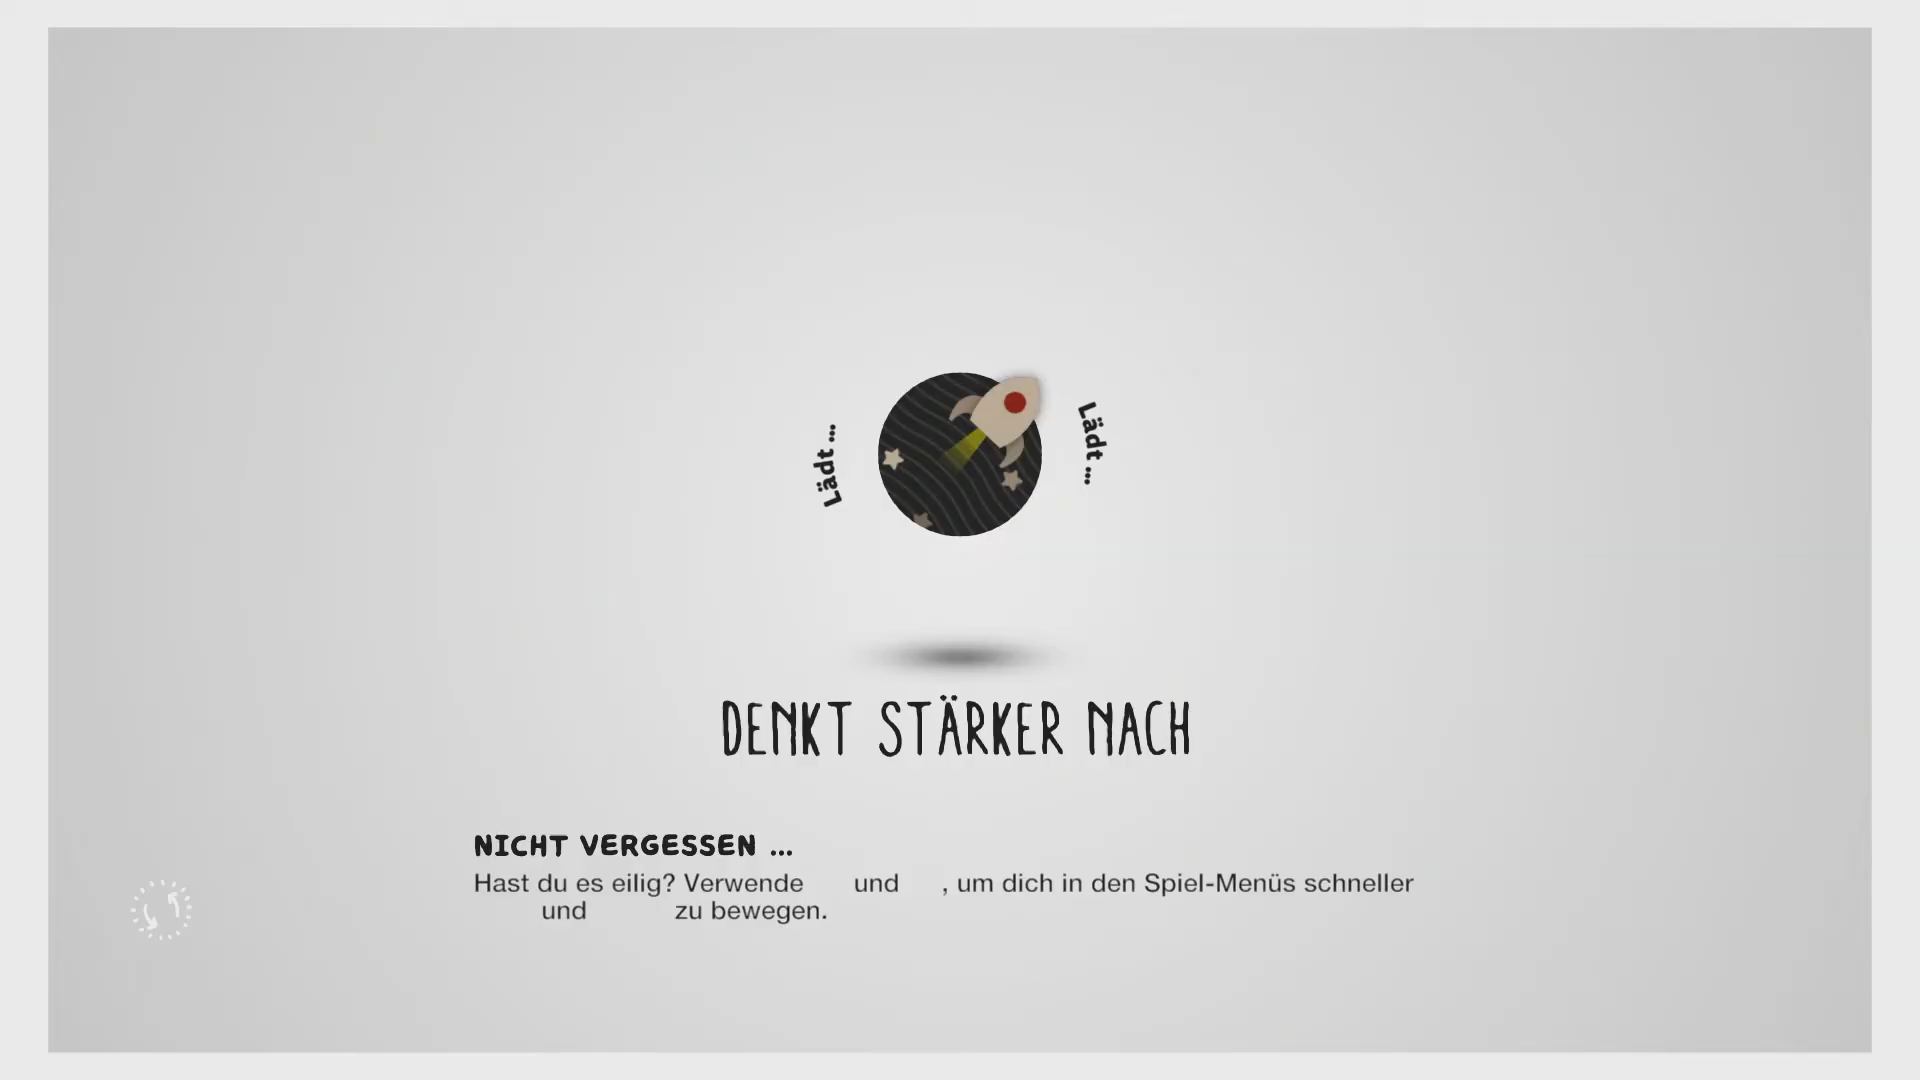 Lädt ...
Lädt ...
DENKT STÄRKER NACH
NICHT VERGESSEN ...
Hast du es eilig? Verwende und , um dich in den Spiel-Menüs schneller
und zu bewegen.